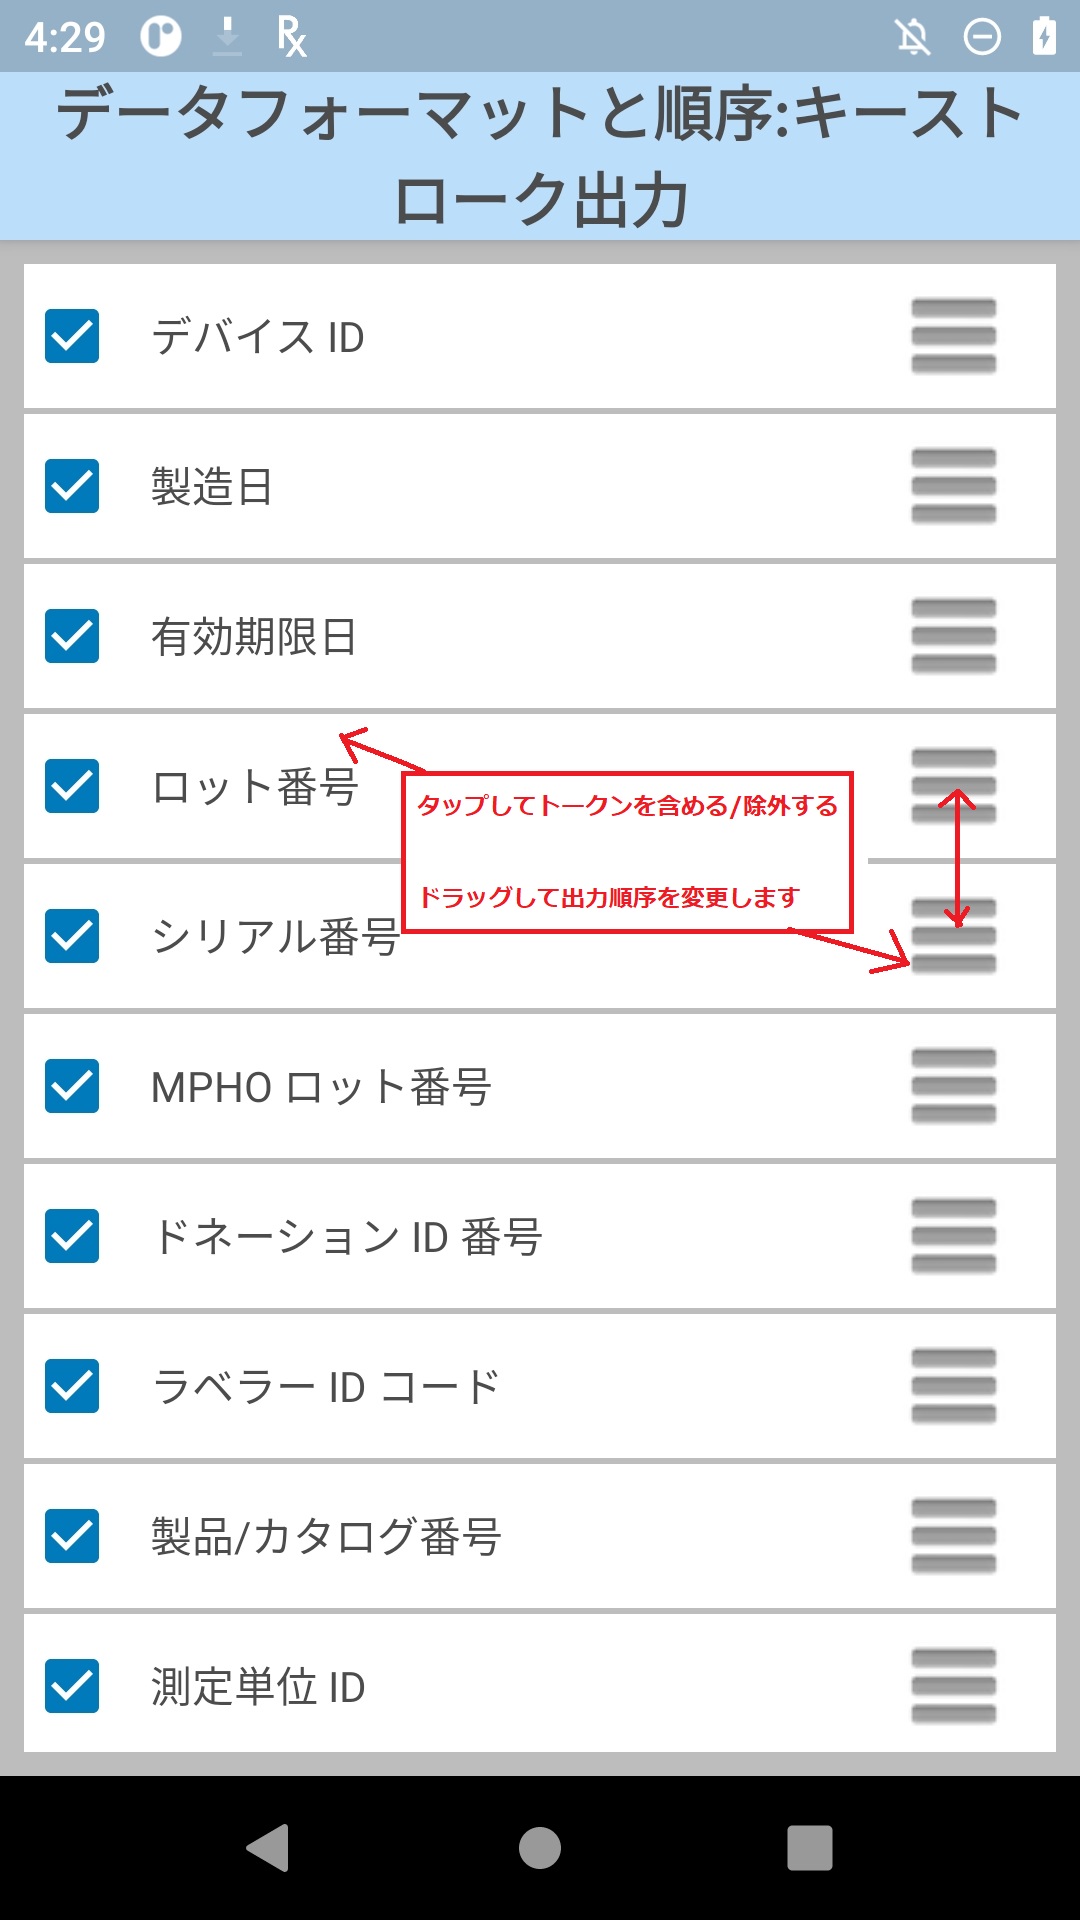 4:29
データフォーマットと順序:キースト
ローク出力
デバイス ID
製造日
有効期限日
ロット番号
タップしてトークンを含める/除外する
ドラッグして出力順序を変更します
シリアル番号
MPHO ロット番号
ドネーション ID 番号
ラベラー ID コード
製品/カタログ番号
測定単位 ID